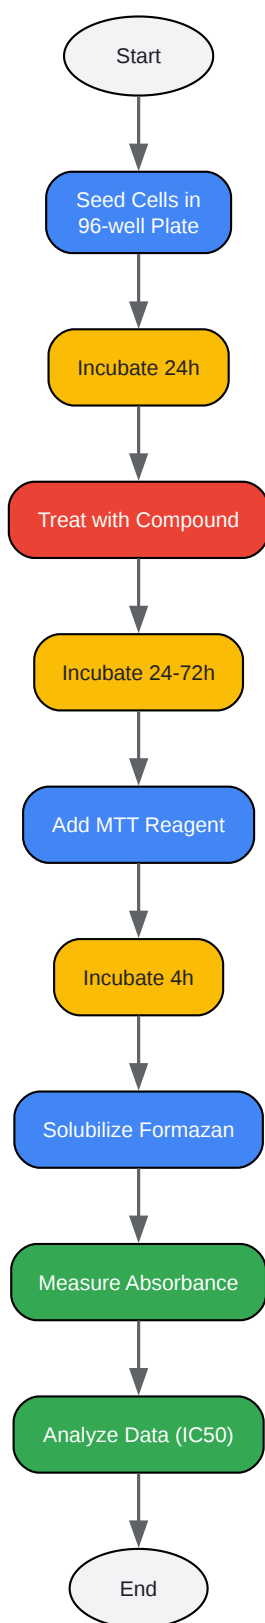 Start
Seed Cells in
96-well Plate
Incubate 24h
Treat with Compound
Incubate 24-72h
Add MTT Reagent
Incubate 4h
Solubilize Formazan
Measure Absorbance
Analyze Data (IC50)
End